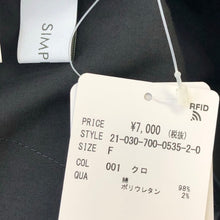 SIMP
RFID
PRICE ¥7,000 (税抜)
STYLE 21-030-700-0535-2-0
SIZE F
COL 001 クロ
QUA 綿 98%
ポリウレタン 2%